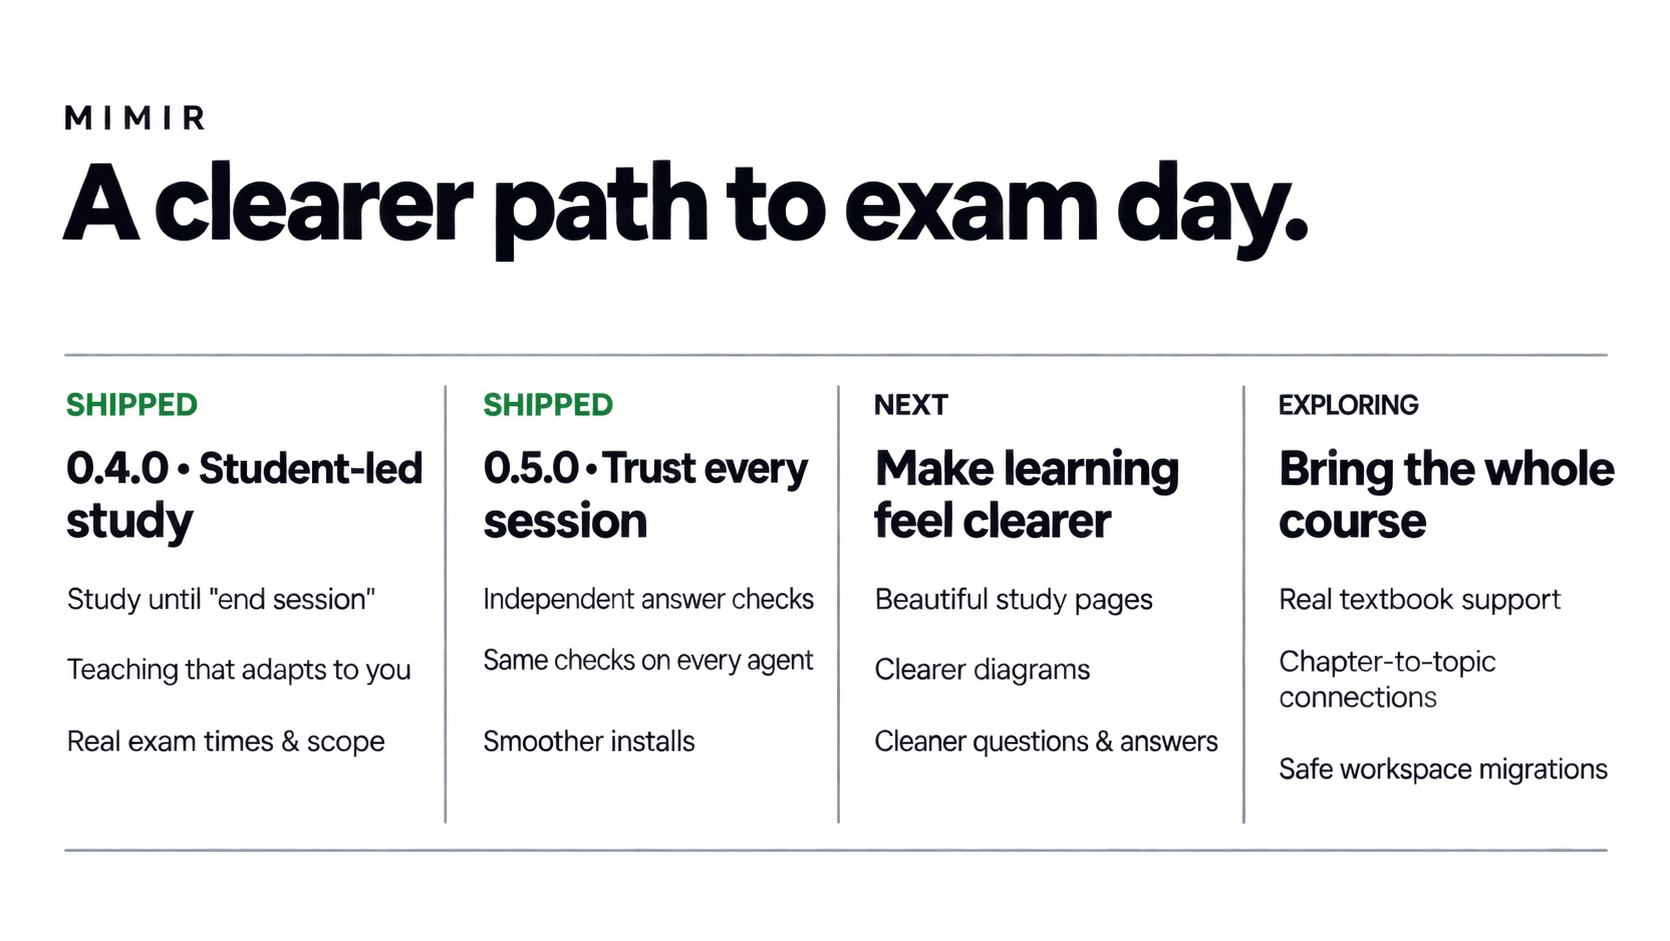 MIMIR
A clearer path to exam day.
SHIPPED
0.4.0 • Student-led
study
Study until "end session"
Teaching that adapts to you
Real exam times & scope
SHIPPED
0.5.0 • Trust every
session
Independent answer checks
Same checks on every agent
Smoother installs
NEXT
Make learning
feel clearer
Beautiful study pages
Clearer diagrams
Cleaner questions & answers
EXPLORING
Bring the whole
course
Real textbook support
Chapter-to-topic
connections
Safe workspace migrations